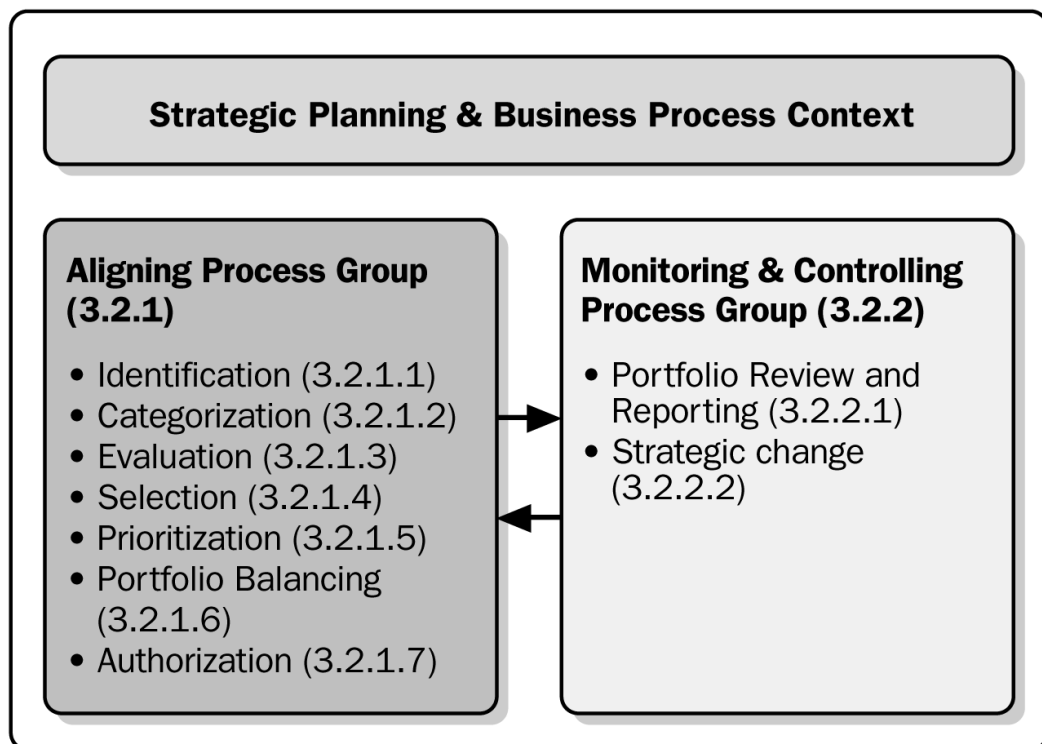 Strategic Planning & Business Process Context
Aligning Process Group
(3.2.1)
• Identification (3.2.1.1)
• Categorization (3.2.1.2)
• Evaluation (3.2.1.3)
• Selection (3.2.1.4)
• Prioritization (3.2.1.5)
• Portfolio Balancing
(3.2.1.6)
• Authorization (3.2.1.7)
Monitoring & Controlling
Process Group (3.2.2)
• Portfolio Review and
Reporting (3.2.2.1)
• Strategic change
(3.2.2.2)